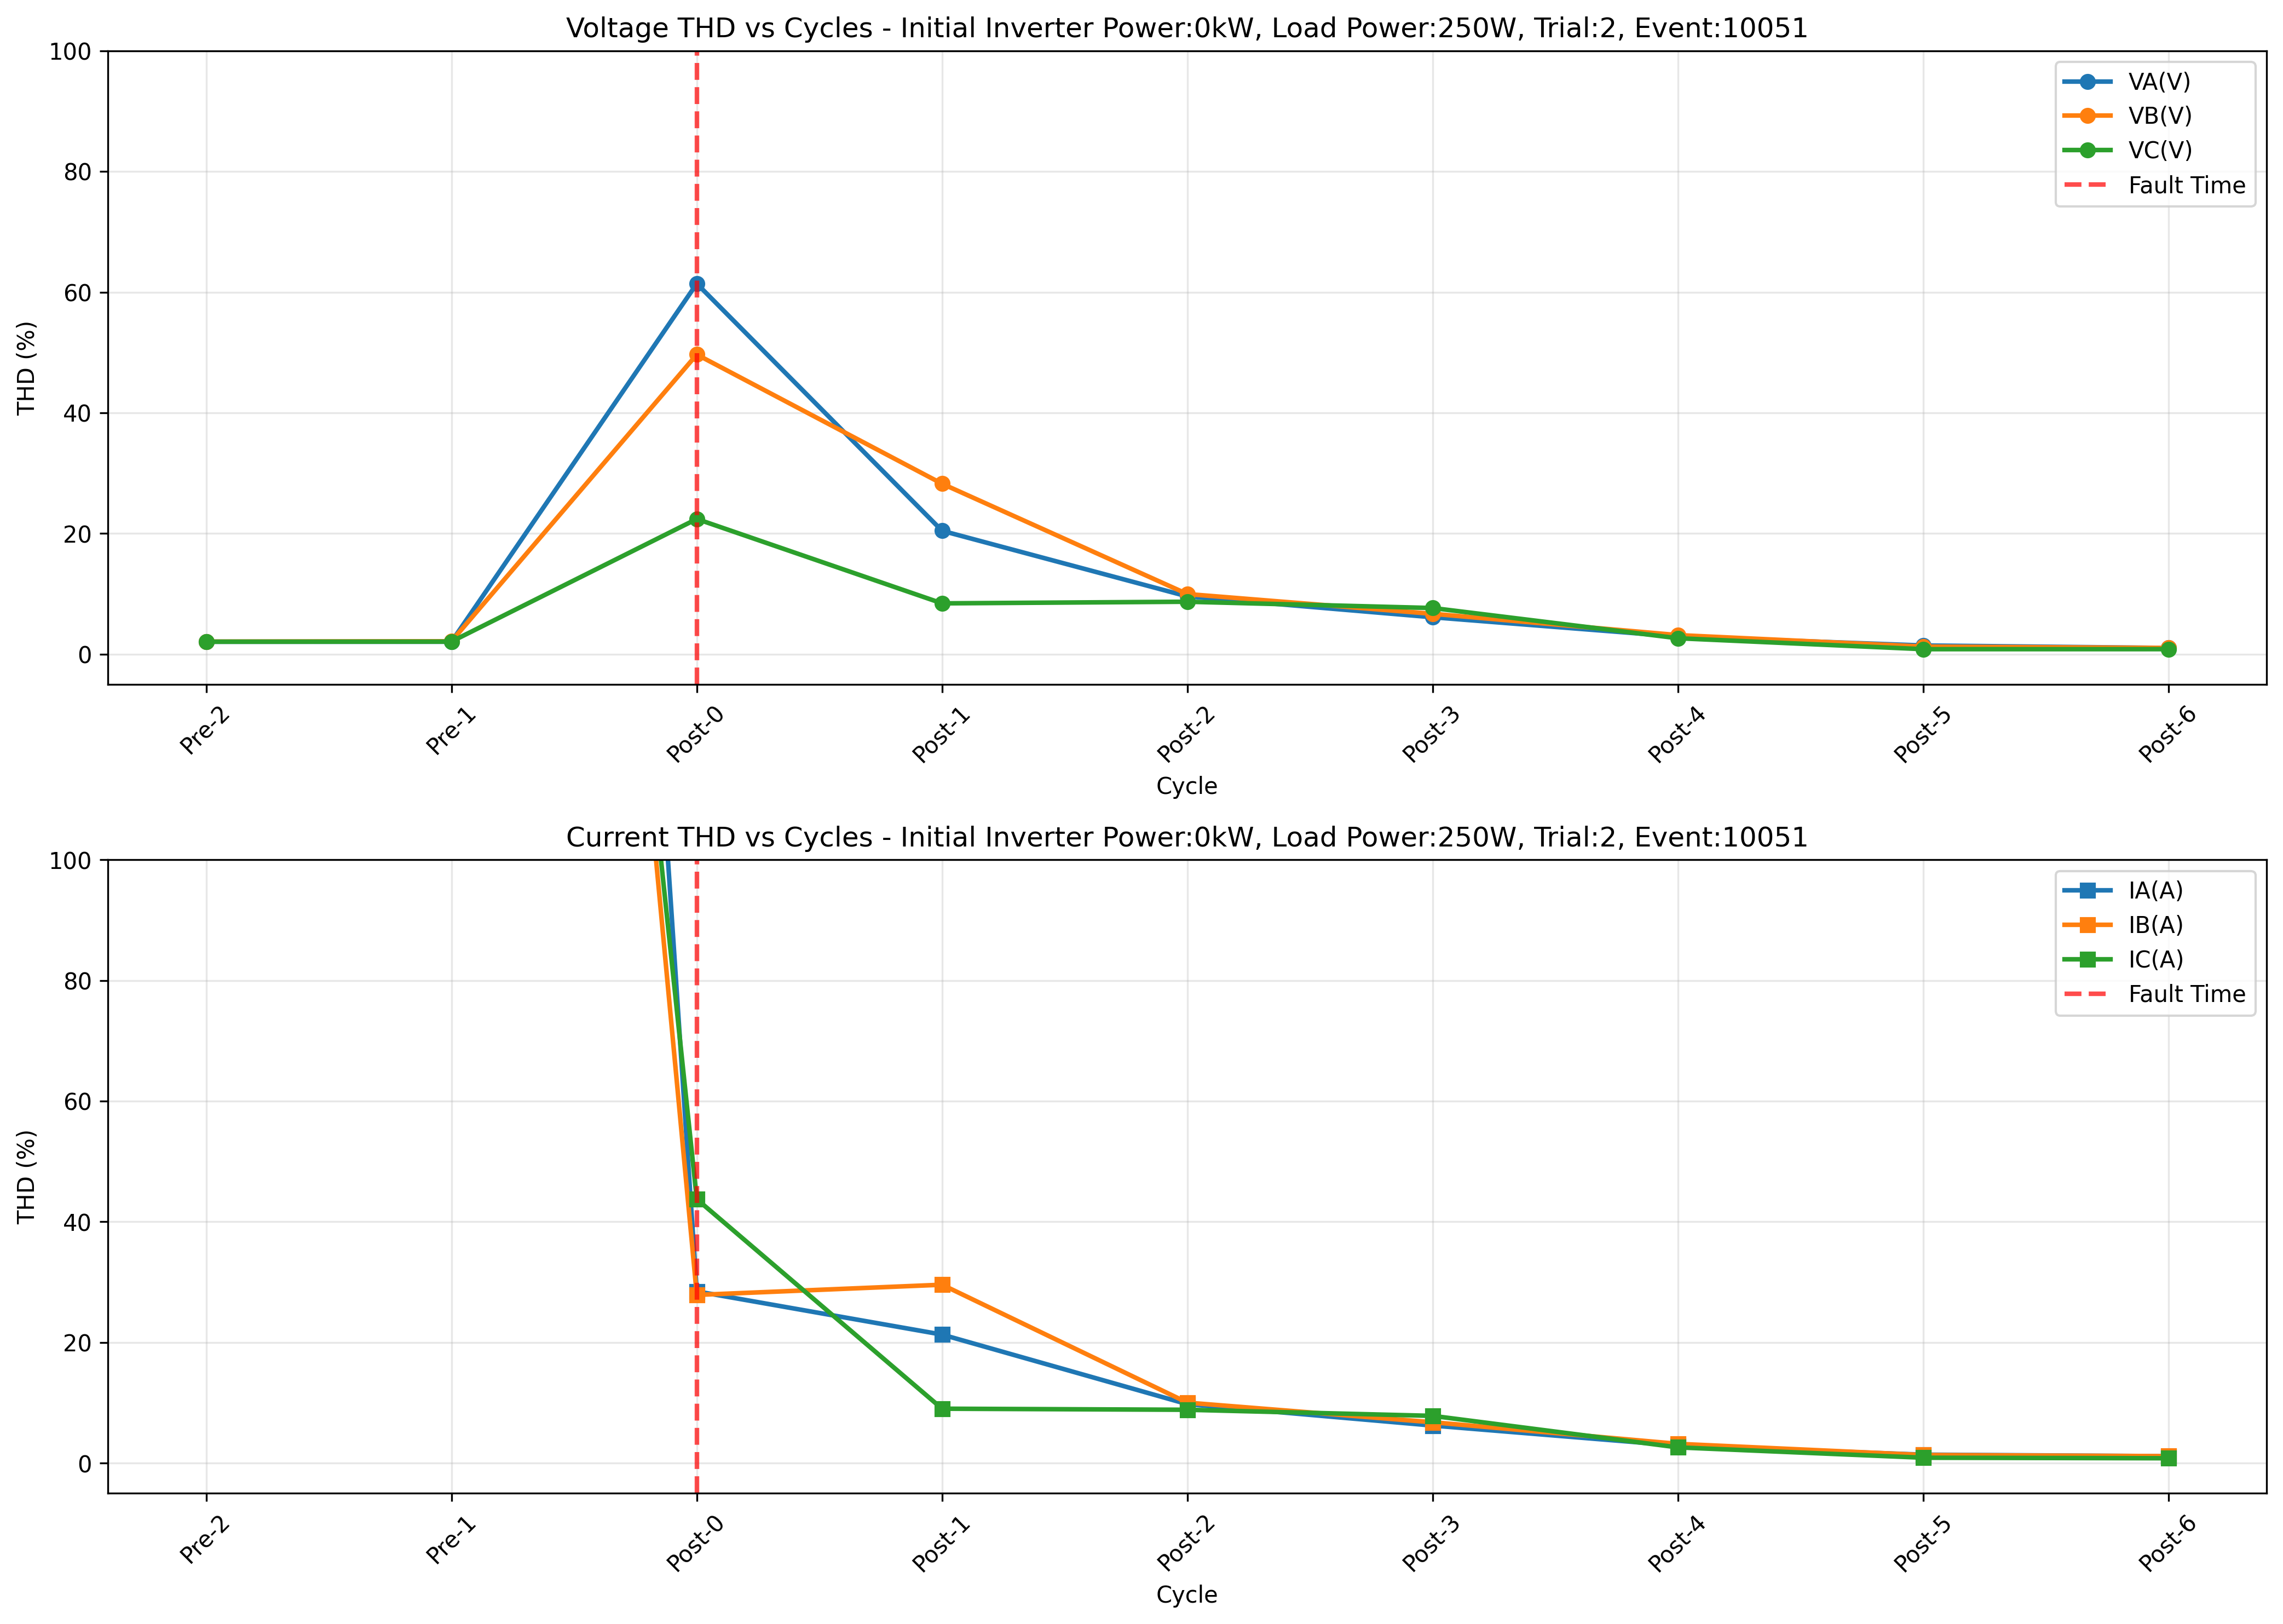 Voltage THD vs Cycles - Initial Inverter Power:0kW, Load Power:250W, Trial:2, Event:10051
100
80
60
40
20
0
THD (%)
VA(V)
VB(V)
VC(V)
Fault Time
Pre-2
Pre-1
Post-0
Post-1
Post-2
Post-3
Post-4
Post-5
Post-6
Cycle
Current THD vs Cycles - Initial Inverter Power:0kW, Load Power:250W, Trial:2, Event:10051
100
80
60
40
20
0
THD (%)
IA(A)
IB(A)
IC(A)
Fault Time
Pre-2
Pre-1
Post-0
Post-1
Post-2
Post-3
Post-4
Post-5
Post-6
Cycle